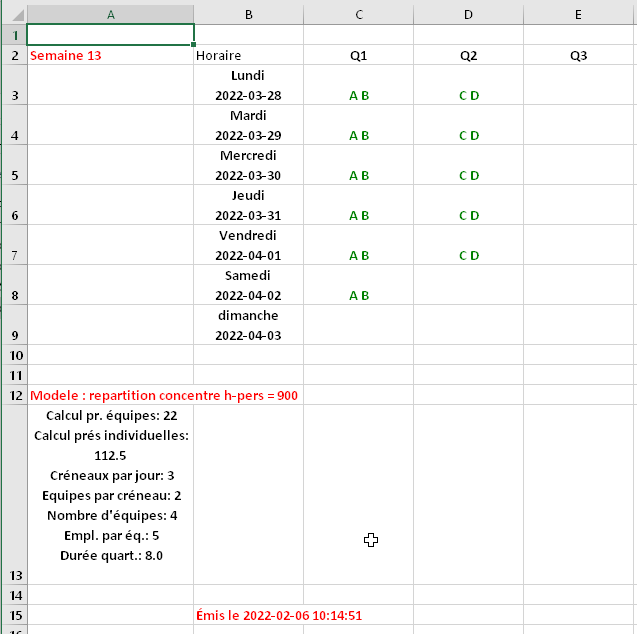 A B C D E
1
2 Semaine 13 Horaire Q1 Q2 Q3
Lundi
3 2022-03-28 A B C D
Mardi
4 2022-03-29 A B C D
Mercredi
5 2022-03-30 A B C D
Jeudi
6 2022-03-31 A B C D
Vendredi
7 2022-04-01 A B C D
Samedi
8 2022-04-02 A B
dimanche
9 2022-04-03
10
11
12 Modele : repartition concentre h-pers = 900
Calcul pr. équipes: 22
Calcul prés individuelles:
112.5
Créneaux par jour: 3
Equipes par créneau: 2
Nombre d'équipes: 4
Empl. par éq.: 5
Durée quart.: 8.0
13
14
15 Émis le 2022-02-06 10:14:51